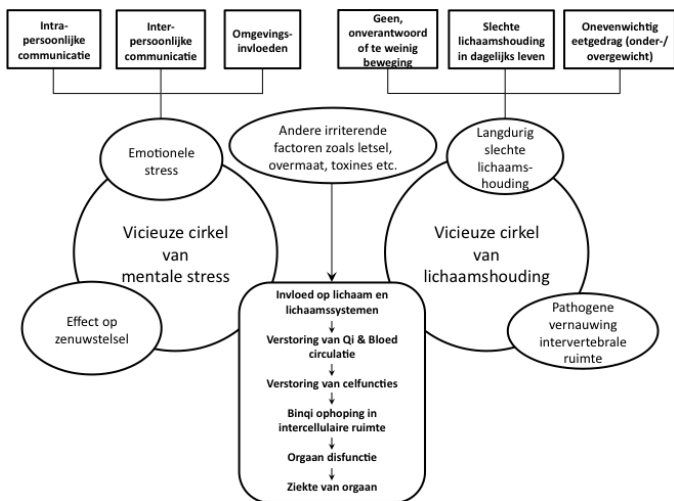 Intra-
persoonlijke
communicatie
Inter-
persoonlijke
communicatie
Omgevings-
invloeden
Geen,
onverantwoord
of te weinig
beweging
Slechte
lichaamshouding
in dagelijks leven
Onevenwichtig
eetgedrag (onder-/
overgewicht)
Emotionele
stress
Andere irriterende
factoren zoals letsel,
overmaat, toxines etc.
Langdurig
slechte
lichaams-
houding
Vicieuze cirkel
van
mentale stress
Vicieuze cirkel
van
lichaamshouding
Effect op
zenuwstelsel
Pathogene
vernauwing
intervertebrale
ruimte
Invloed op lichaam en
lichaamssystemen
Verstoring van Qi & Bloed
circulatie
Verstoring van celfuncties
Binqi ophoping in
intercellulaire ruimte
Orgaan disfunctie
Ziekte van orgaan